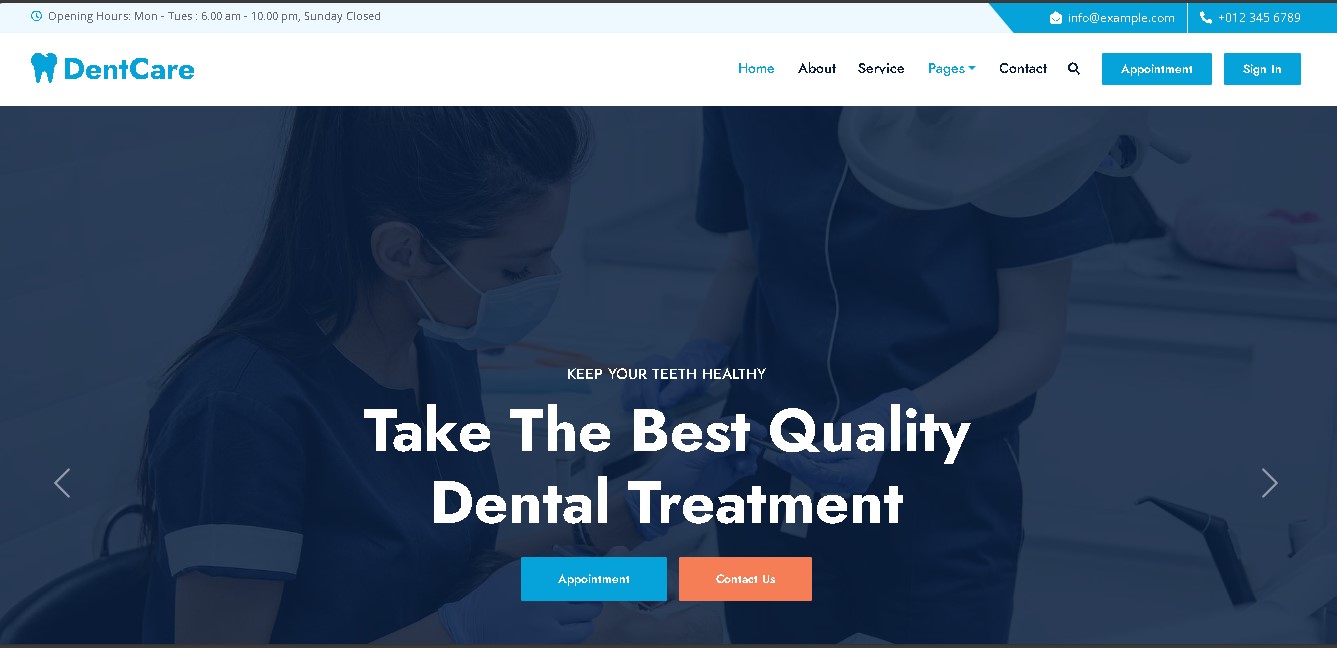 Opening Hours: Mon - Tues : 6.00 am - 10.00 pm, Sunday Closed
info@example.com
+012 345 6789
DentCare
Home
About
Service
Pages
Contact
Appointment
Sign In
KEEP YOUR TEETH HEALTHY
Take The Best Quality
Dental Treatment
Appointment
Contact Us